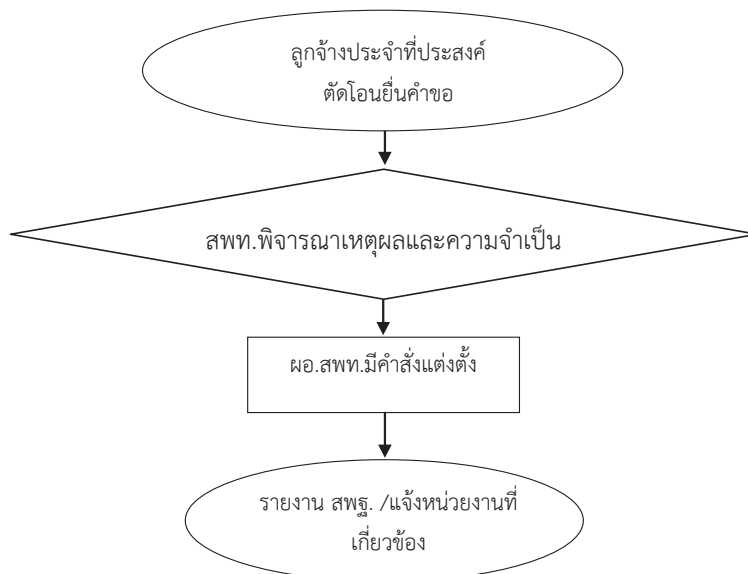 ลูกจ้างประจำที่ประสงค์
ตัดโอนยื่นคำขอ
สพท.พิจารณาเหตุผลและความจำเป็น
ผอ.สพท.มีคำสั่งแต่งตั้ง
รายงาน สพฐ. /แจ้งหน่วยงานที่
เกี่ยวข้อง